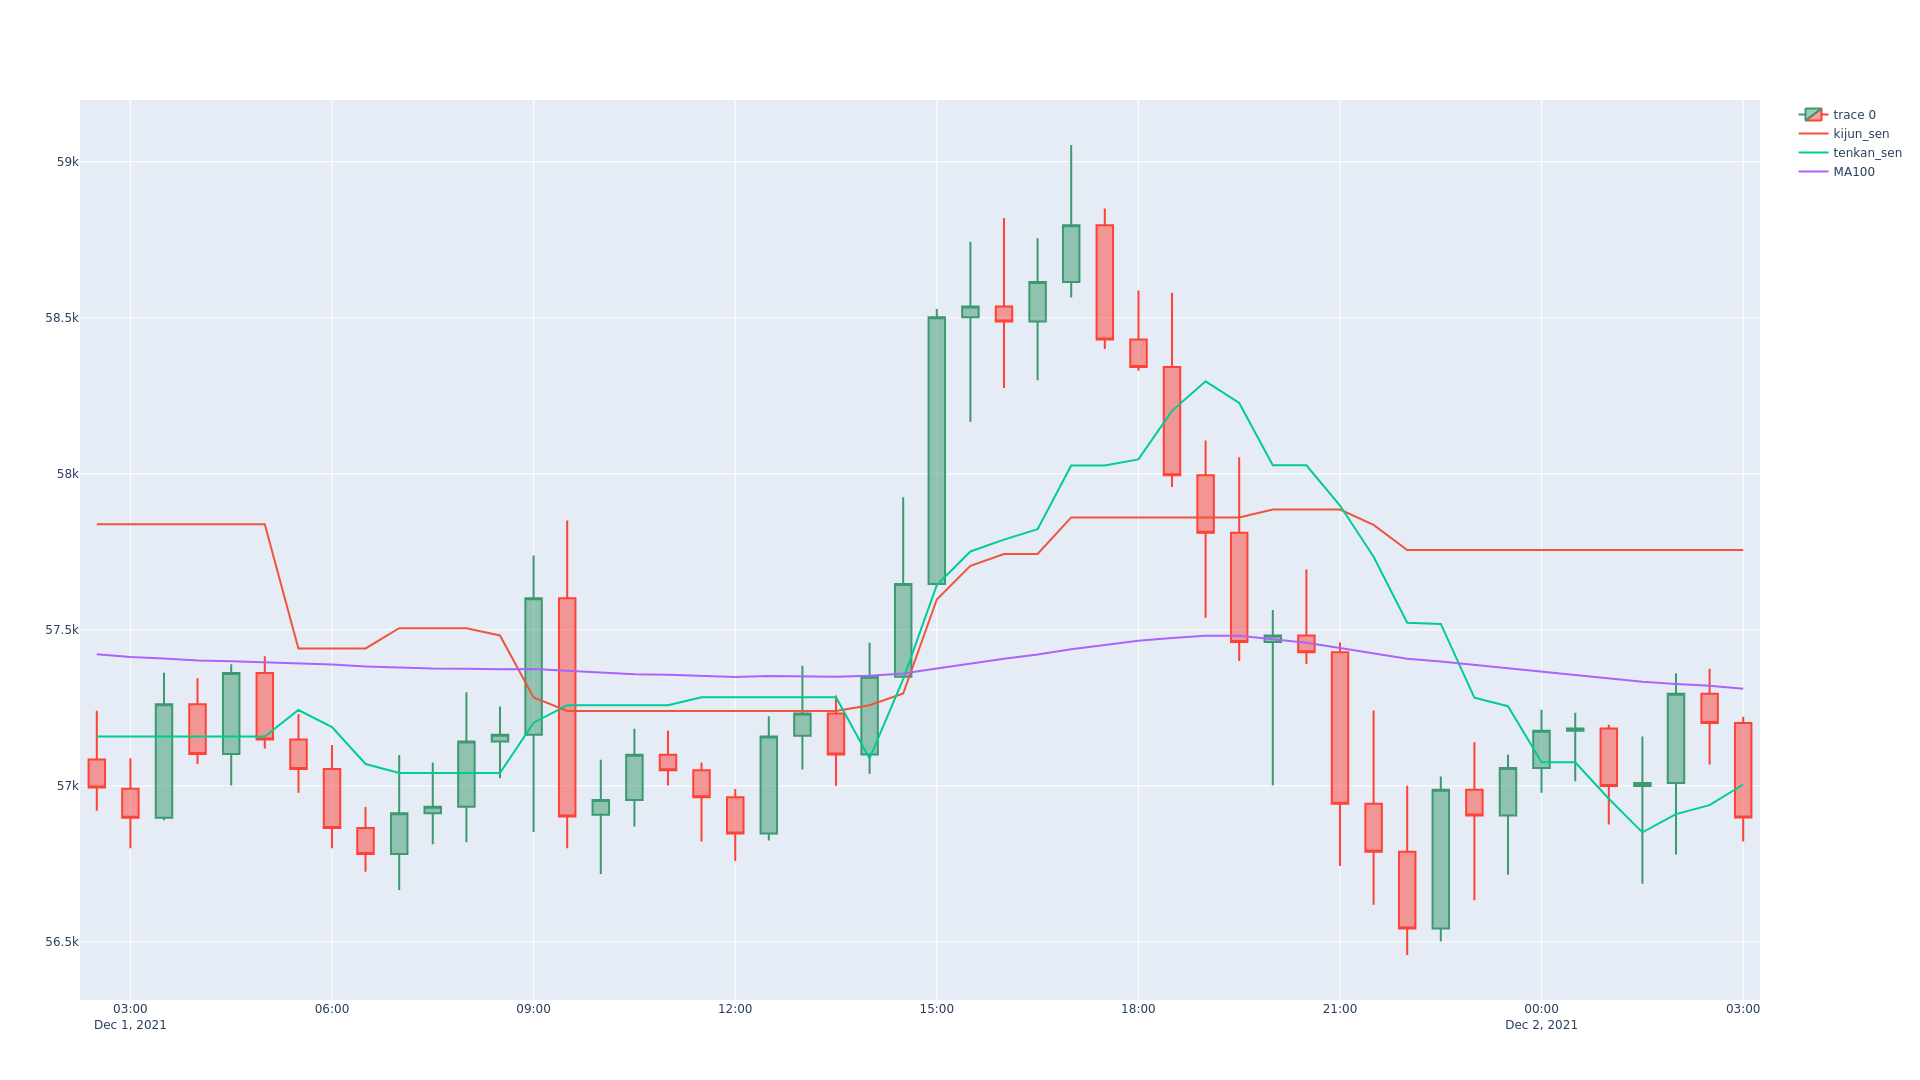 trace 0
kijun_sen
tenkan_sen
MA100
59k
58.5k
58k
57.5k
57k
56.5k
03:00 06:00 09:00 12:00 15:00 18:00 21:00 00:00 03:00
Dec 1, 2021 Dec 2, 2021